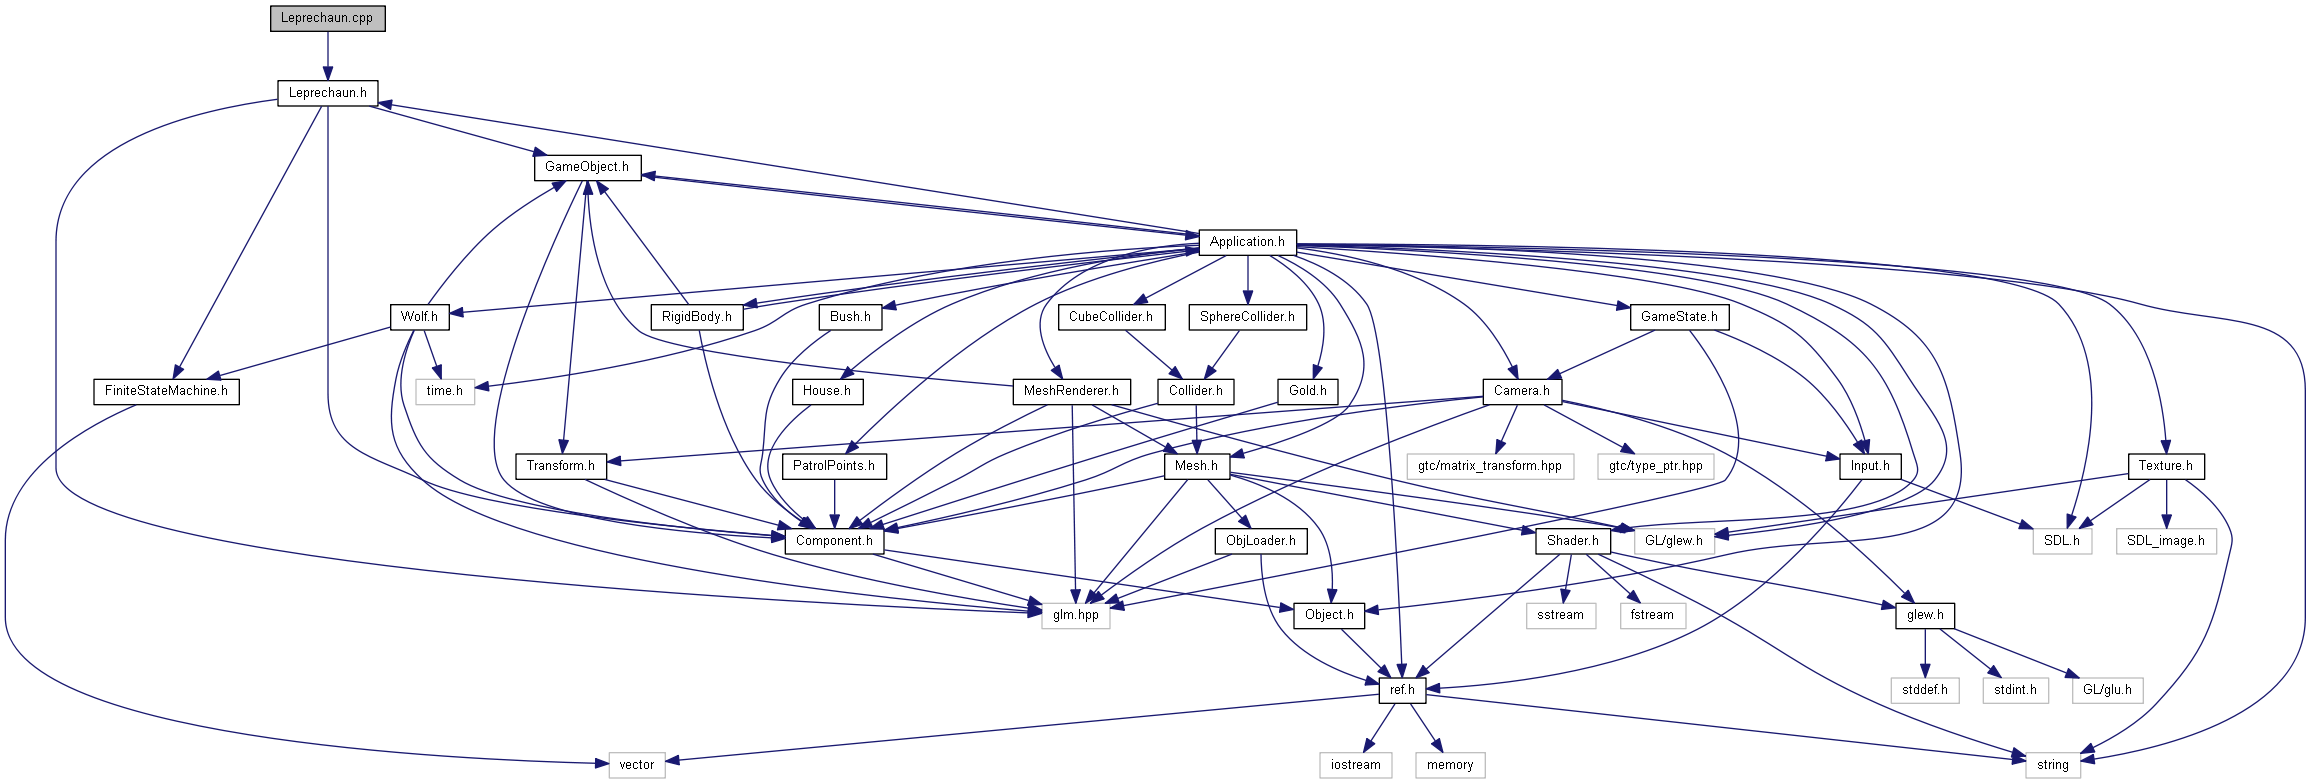 Leprechaun.cpp
Leprechaun.h
GameObject.h
Application.h
Wolf.h
RigidBody.h
Bush.h
CubeCollider.h
SphereCollider.h
GameState.h
FiniteStateMachine.h
time.h
House.h
MeshRenderer.h
Collider.h
Gold.h
Camera.h
Transform.h
PatrolPoints.h
Mesh.h
gtc/matrix_transform.hpp
gtc/type_ptr.hpp
Input.h
Texture.h
Component.h
ObjLoader.h
Shader.h
GL/glew.h
SDL.h
SDL_image.h
glm.hpp
Object.h
sstream
fstream
glew.h
ref.h
stddef.h
stdint.h
GL/glu.h
vector
iostream
memory
string